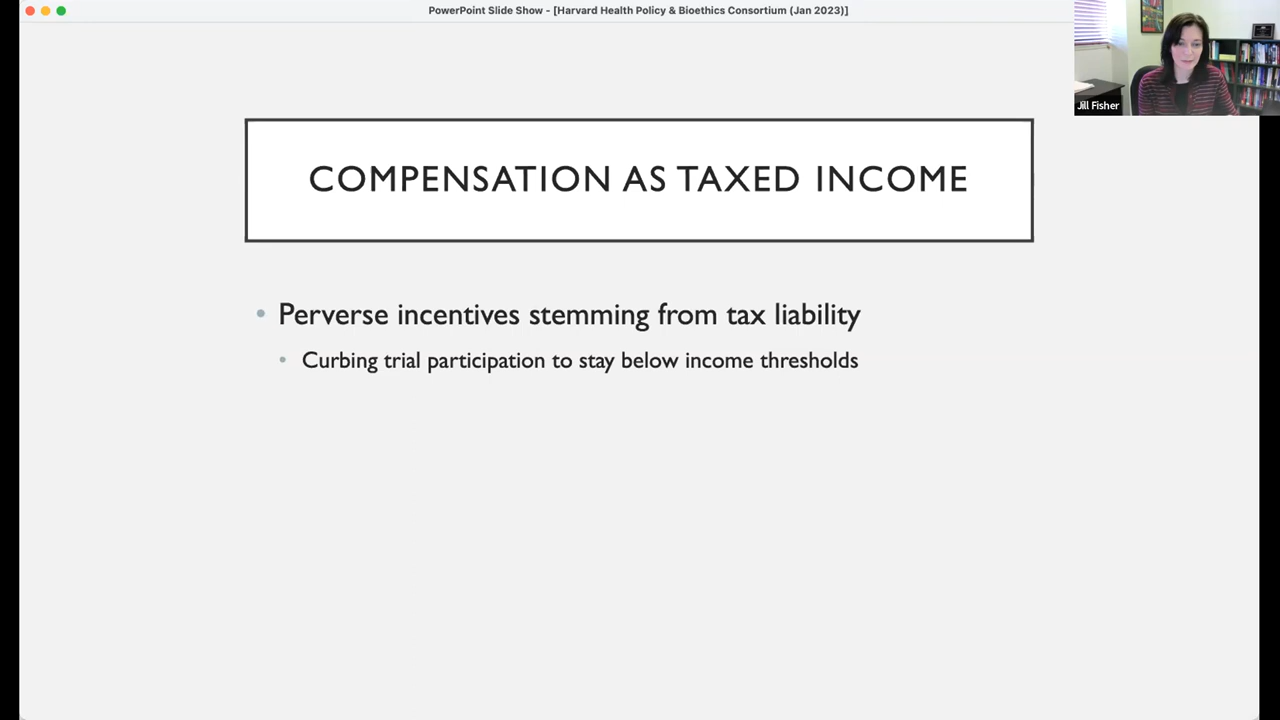 PowerPoint Slide Show - [Harvard Health Policy & Bioethics Consortium (Jan 2025)]
Jill Fisher
COMPENSATION AS TAXED INCOME
• Perverse incentives stemming from tax liability
• Curbing trial participation to stay below income thresholds